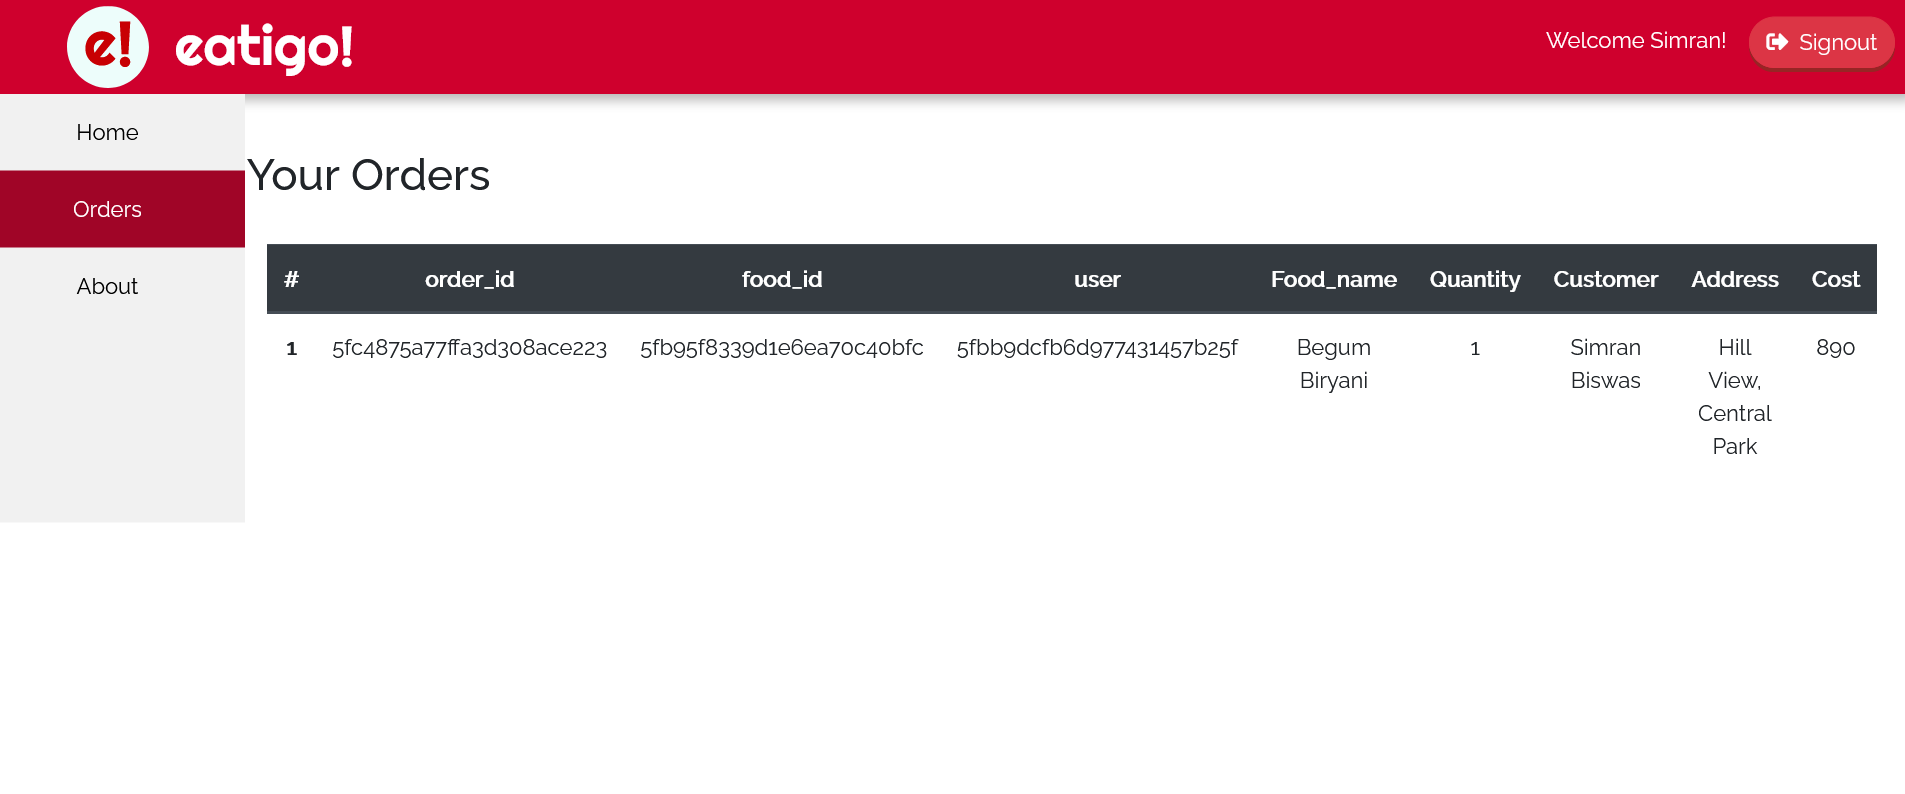 e! eatigo!
Welcome Simran! Signout
Home
Orders
About
Your Orders
# order_id food_id user Food_name Quantity Customer Address Cost
1 5fc4875a77ffa3d308ace223 5fb95f8339d1e6ea70c40bfc 5fbb9dcfb6d977431457b25f Begum 1 Simran Hill 890
Biryani Biswas View,
Central
Park